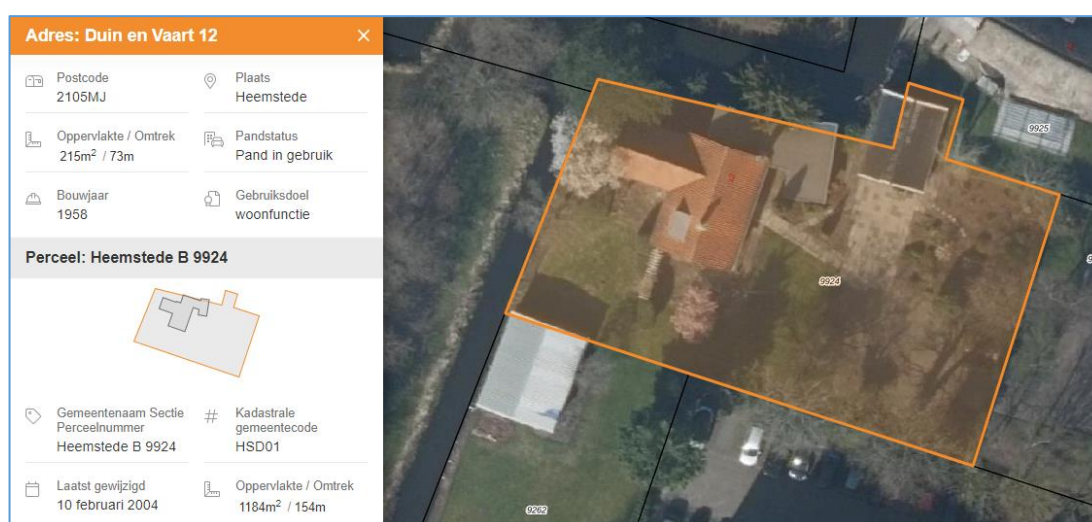 Adres: Duin en Vaart 12
Postcode
2105MJ
Plaats
Heemstede
Oppervlakte / Omtrek
215m² / 73m
Pandstatus
Pand in gebruik
Bouwjaar
1958
Gebruiksdoel
woonfunctie
Perceel: Heemstede B 9924
Gemeentenaam Sectie
Perceelnummer
Heemstede B 9924
Kadastrale
gemeentecode
HSD01
Laatst gewijzigd
10 februari 2004
Oppervlakte / Omtrek
1184m² / 154m
9925
9924
9262